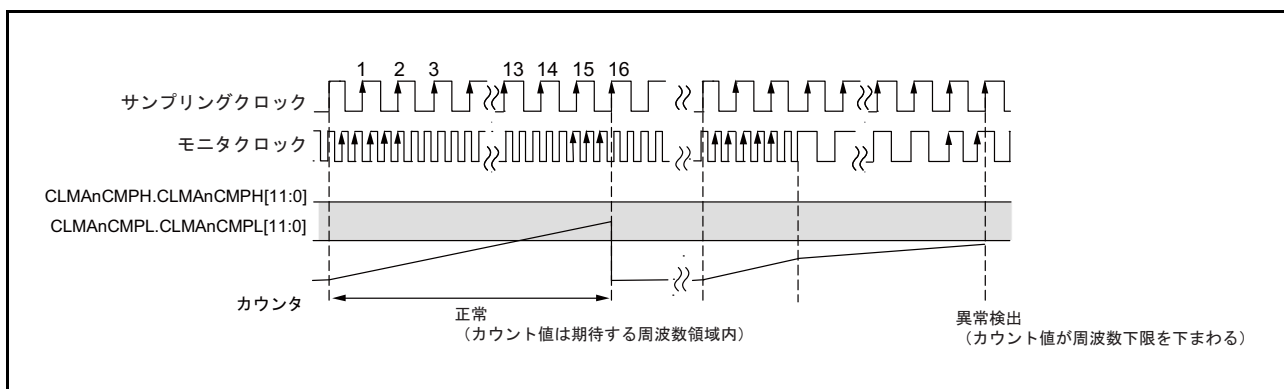 1 2 3 13 14 15 16
サンプリングクロック
モニタクロック
CLMAnCMPH.CLMAnCMPH[11:0]
CLMAnCMPL.CLMAnCMPL[11:0]
カウンタ
正常
（カウント値は期待する周波数領域内）
異常検出
（カウント値が周波数下限を下まわる）